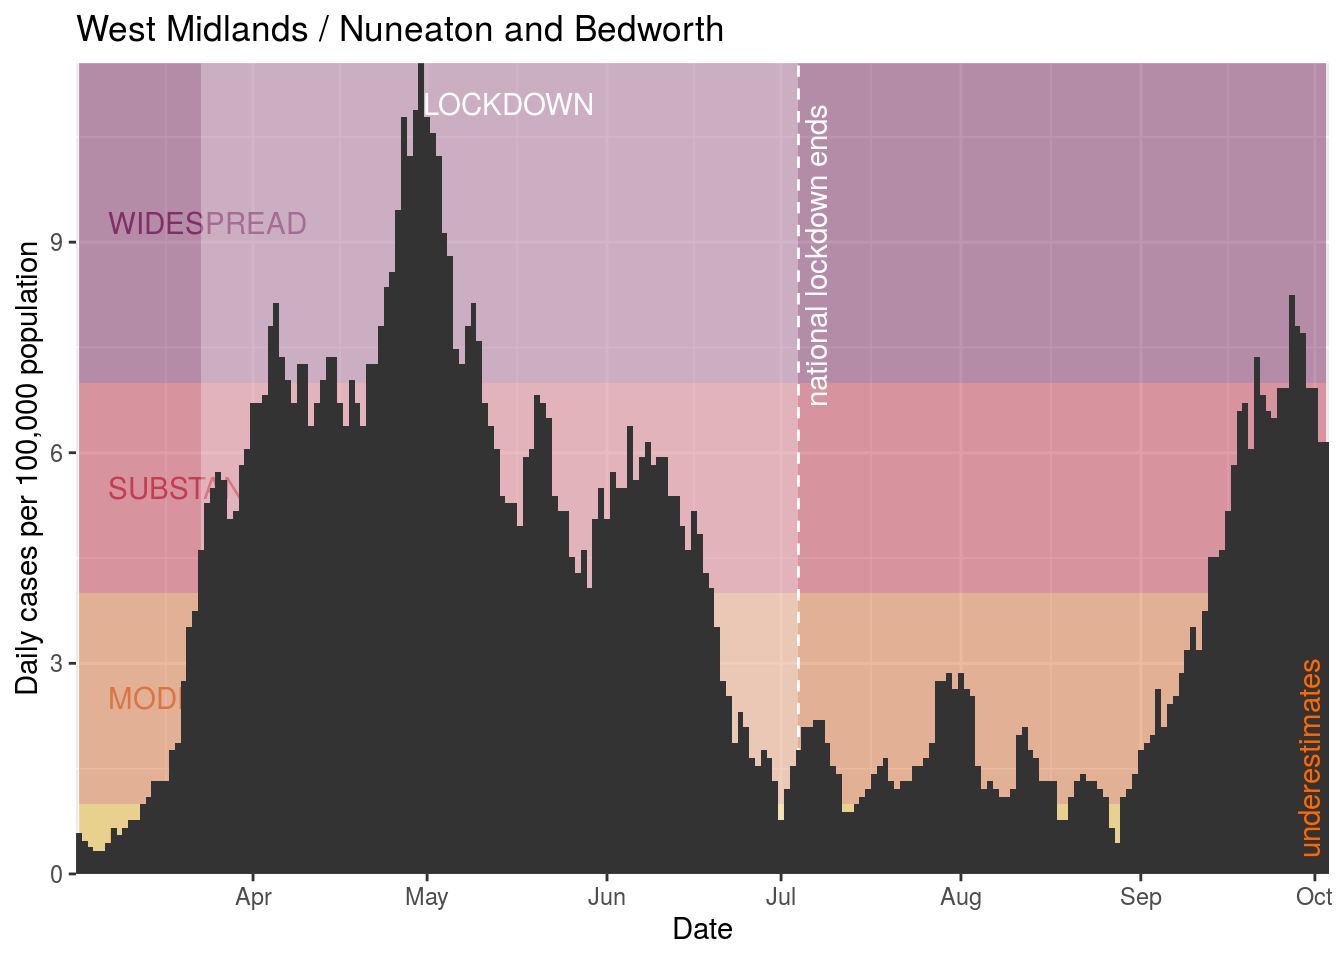 West Midlands / Nuneaton and Bedworth
Daily cases per 100,000 population
9
6
3
0
LOCKDOWN
WIDESPREAD
SUBSTAN
MOD
national lockdown ends
underestimates
Apr
May
Jun
Jul
Aug
Sep
Oct
Date